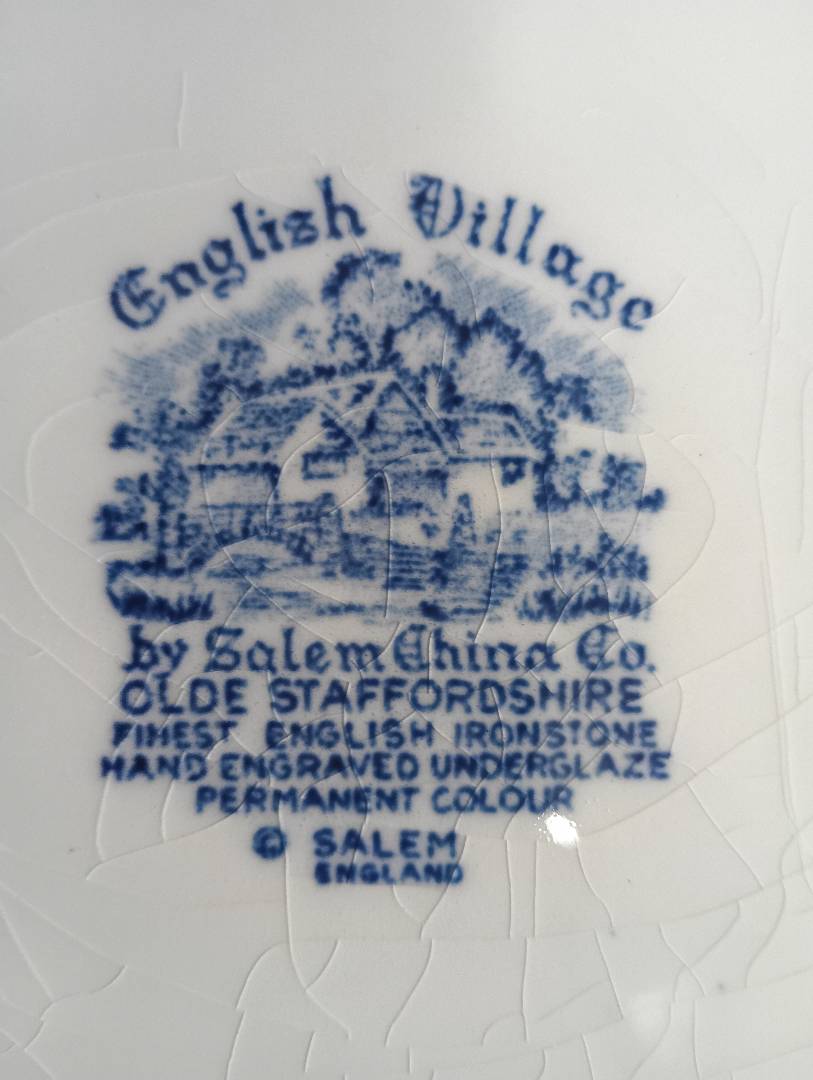 English Village
by Salem China Co.
OLDE STAFFORDSHIRE
FINEST ENGLISH IRONSTONE
HAND ENGRAVED UNDERGLAZE
PERMANENT COLOUR
© SALEM
ENGLAND